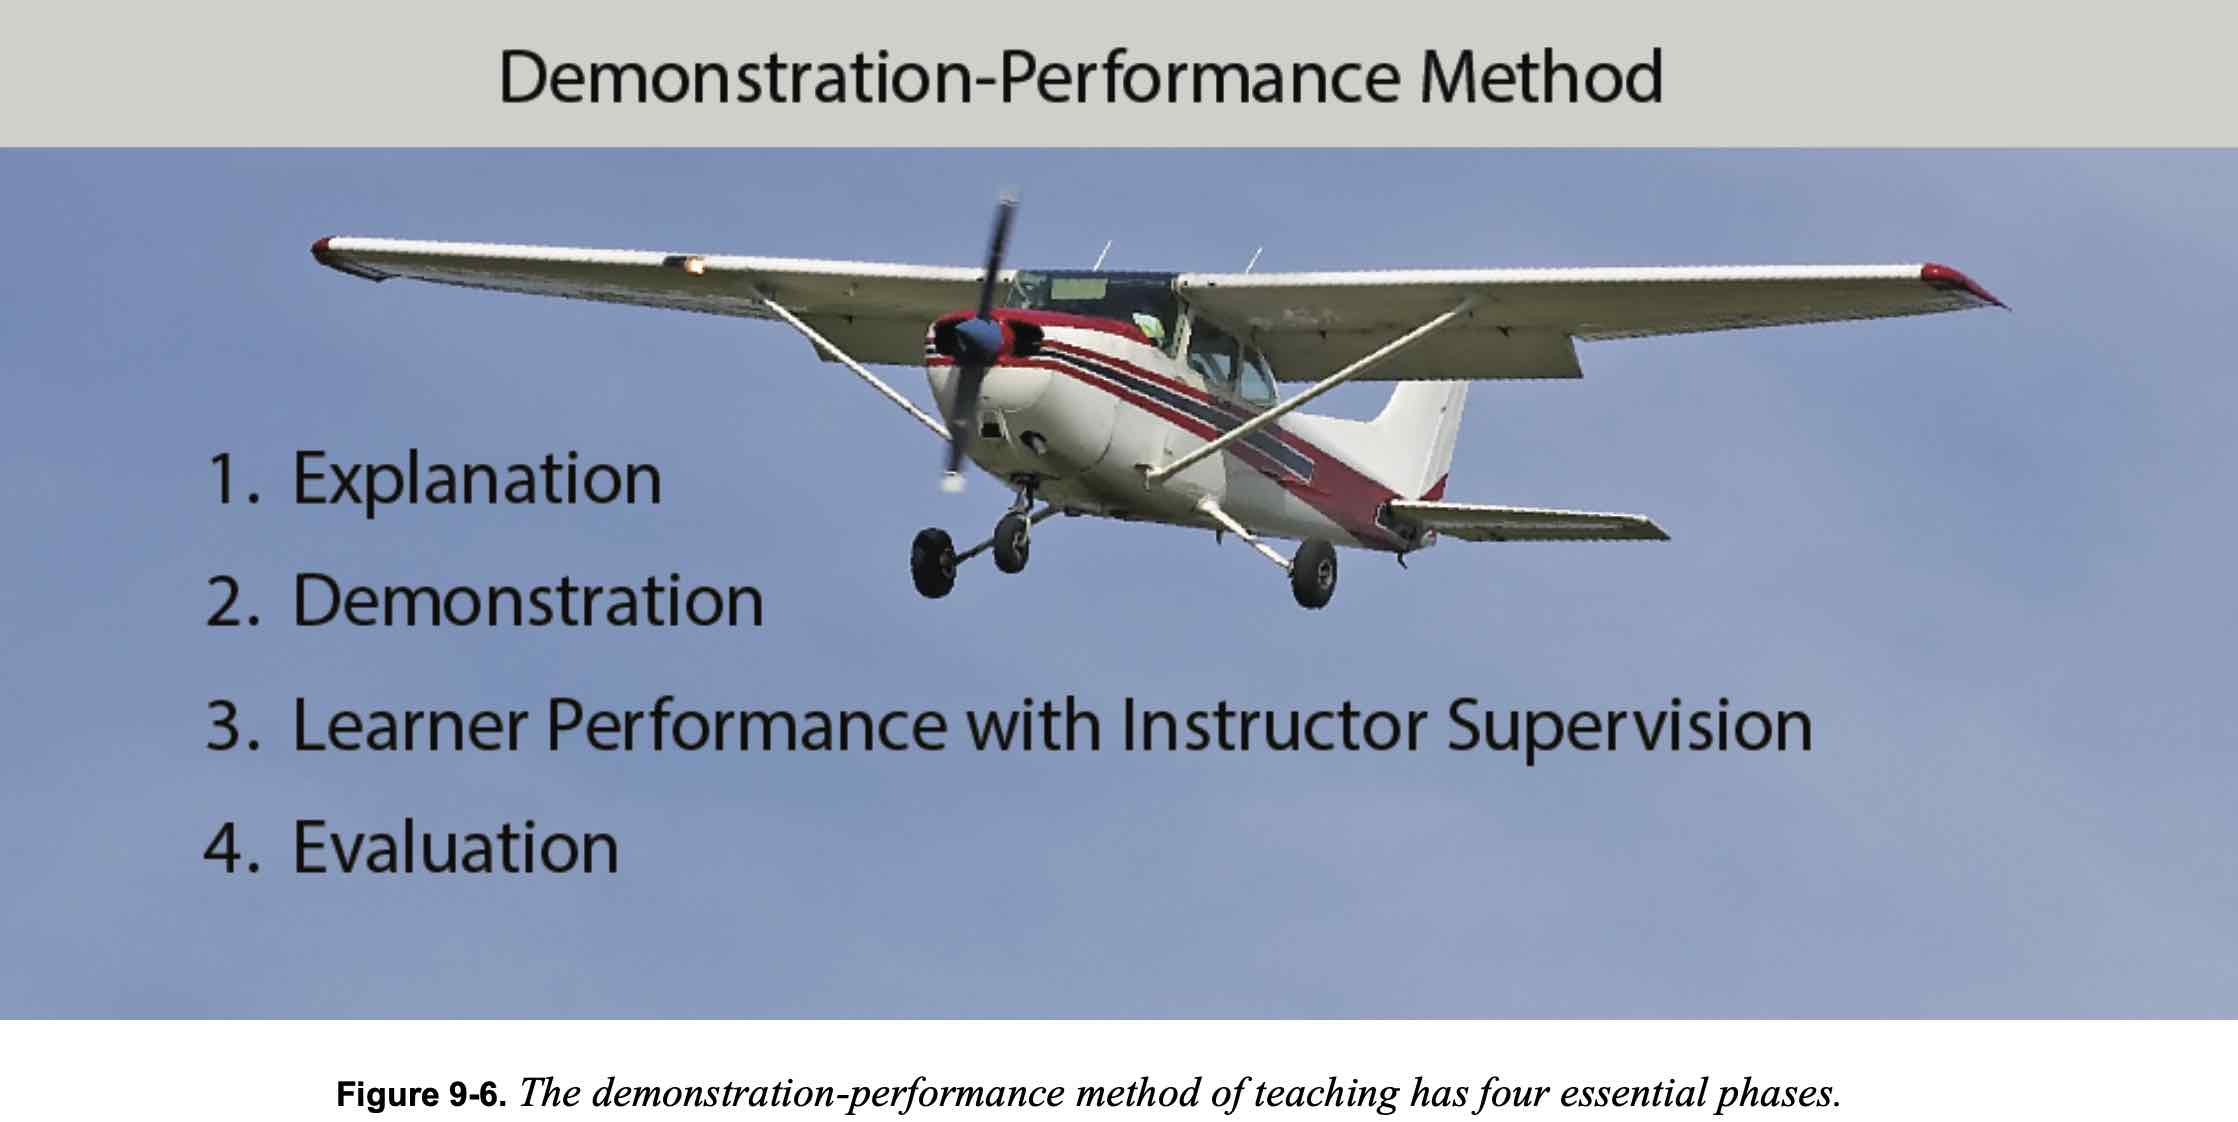 Demonstration-Performance Method
1. Explanation
2. Demonstration
3. Learner Performance with Instructor Supervision
4. Evaluation
Figure 9-6. The demonstration-performance method of teaching has four essential phases.